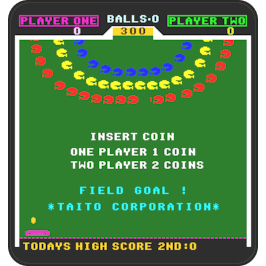 PLAYER ONE BALLS:0 PLAYER TWO
0 300 0
INSERT COIN
ONE PLAYER 1 COIN
TWO PLAYER 2 COINS
FIELD GOAL !
*TAITO CORPORATION*
TODAYS HIGH SCORE 2ND:0